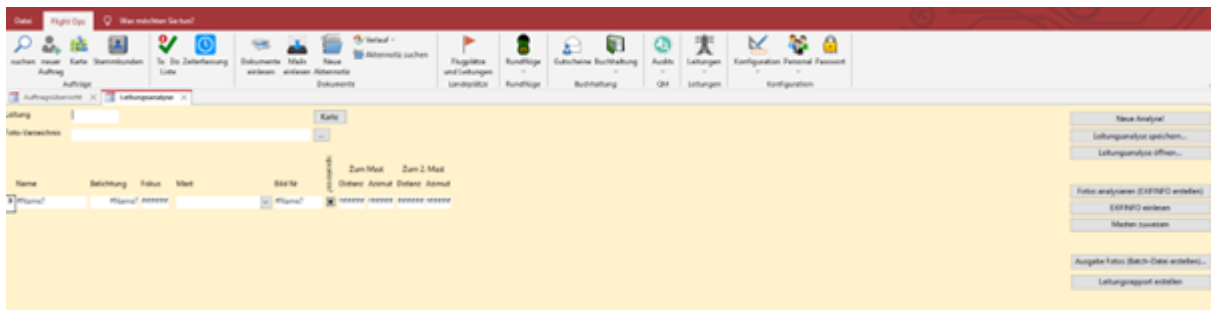 Datei Flight Ops Was möchten Sie tun?
suchen neuer Auftrag Karte Stammkunden To Do Liste Zeiterfassung Dokumente einlesen Mails einlesen Neue Aktennotiz Verlauf Aktennotiz suchen Flugplätze und Leitungen Rundflüge Gutscheine Buchhaltung Audits Leitungen Konfiguration Personal Passwort
Aufträge Dokumente Landeplätze Rundflüge Buchhaltung QM Leitungen Konfiguration
Auftragsübersicht Leitungsanalyse
Leitung Karte Neue Analyse!
Foto-Verzeichnis ... Leitungsanalyse speichern...
Leitungsanalyse öffnen...
Zum Mast Zum 2. Mast
Name Belichtung Fokus Mast Bild Nr Distanz Azimut Distanz Azimut
#Name? #Name? ####### #Name? ####### ####### ####### #######
Fotos analysieren (EXIFINFO erstellen)
EXIFINFO einlesen
Masten zuweisen
Ausgabe Fotos (Batch-Datei erstellen)...
Leitungsrapport erstellen